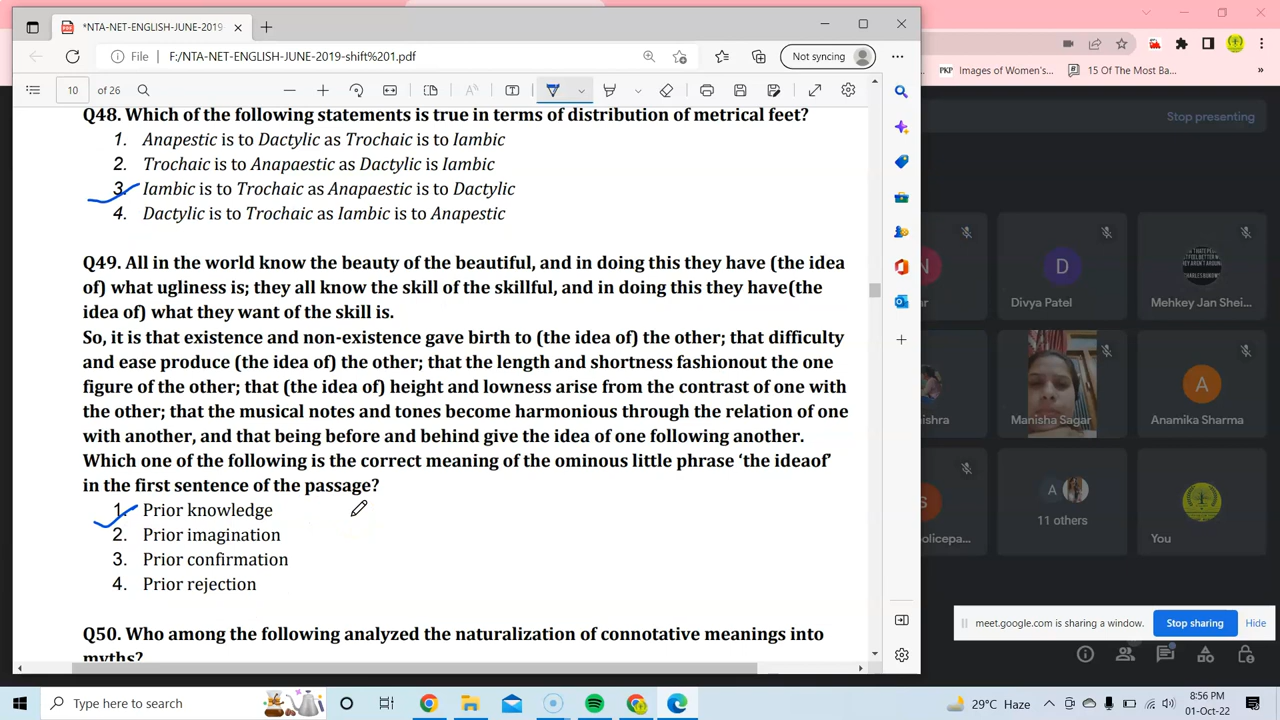 *NTA-NET-ENGLISH-JUNE-2019
File F:/NTA-NET-ENGLISH-JUNE-2019-shift%201.pdf
Not syncing
Images of Women's...
15 Of The Most Ba...
10 of 26
Stop presenting
Q48. Which of the following statements is true in terms of distribution of metrical feet?
1. Anapestic is to Dactylic as Trochaic is to Iambic
2. Trochaic is to Anapaestic as Dactylic is Iambic
3. Iambic is to Trochaic as Anapaestic is to Dactylic
4. Dactylic is to Trochaic as Iambic is to Anapestic
Q49. All in the world know the beauty of the beautiful, and in doing this they have (the idea
of) what ugliness is; they all know the skill of the skillful, and in doing this they have(the
idea of) what they want of the skill is.
So, it is that existence and non-existence gave birth to (the idea of) the other; that difficulty
and ease produce (the idea of) the other; that the length and shortness fashionout the one
figure of the other; that (the idea of) height and lowness arise from the contrast of one with
the other; that the musical notes and tones become harmonious through the relation of one
with another, and that being before and behind give the idea of one following another.
Which one of the following is the correct meaning of the ominous little phrase ‘the ideaof’
in the first sentence of the passage?
1. Prior knowledge
2. Prior imagination
3. Prior confirmation
4. Prior rejection
Q50. Who among the following analyzed the naturalization of connotative meanings into
myths?
D
Divya Patel
Mehkey Jan Shei...
Manisha Sagar
A
Anamika Sharma
A
11 others
You
meet.google.com is sharing a window.
Stop sharing
Hide
Type here to search
29°C Haze
8:56 PM
01-Oct-22